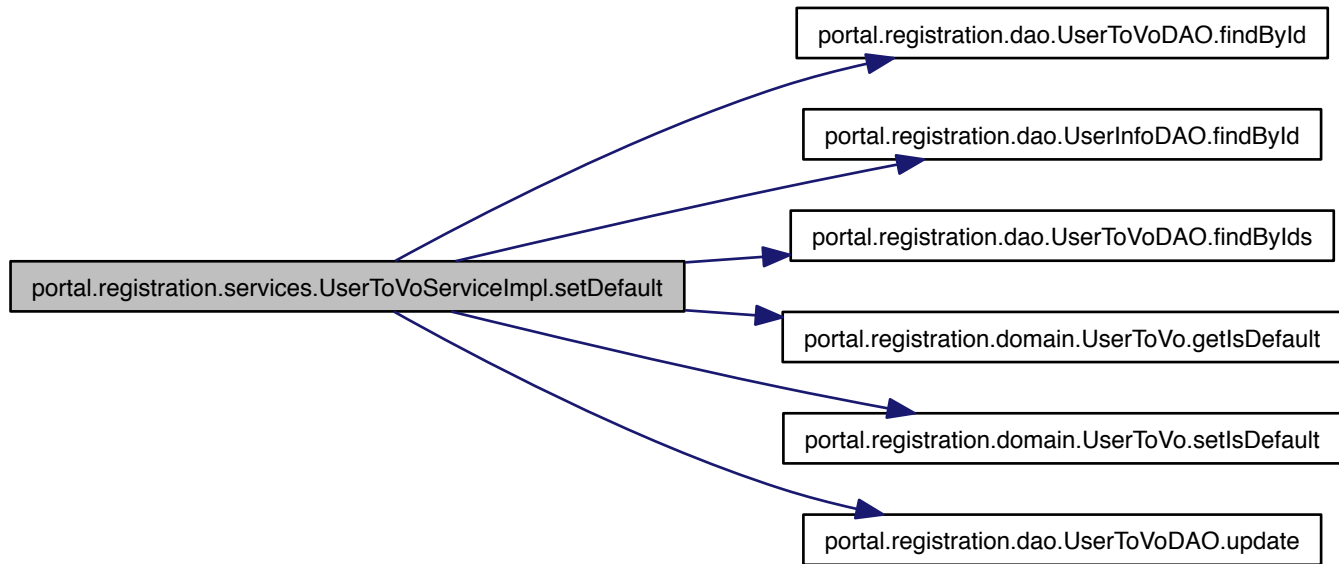 portal.registration.dao.UserToVoDAO.findById
portal.registration.dao.UserInfoDAO.findById
portal.registration.dao.UserToVoDAO.findByIds
portal.registration.services.UserToVoServiceImpl.setDefault
portal.registration.domain.UserToVo.getIsDefault
portal.registration.domain.UserToVo.setIsDefault
portal.registration.dao.UserToVoDAO.update